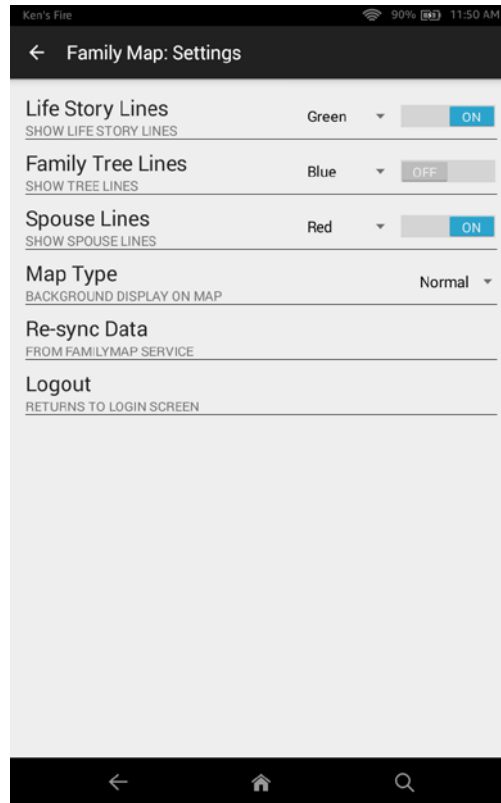 Ken's Fire 90% 11:50 AM
Family Map: Settings
Life Story Lines Green ON
SHOW LIFE STORY LINES
Family Tree Lines Blue OFF
SHOW TREE LINES
Spouse Lines Red ON
SHOW SPOUSE LINES
Map Type Normal
BACKGROUND DISPLAY ON MAP
Re-sync Data
FROM FAMILYMAP SERVICE
Logout
RETURNS TO LOGIN SCREEN